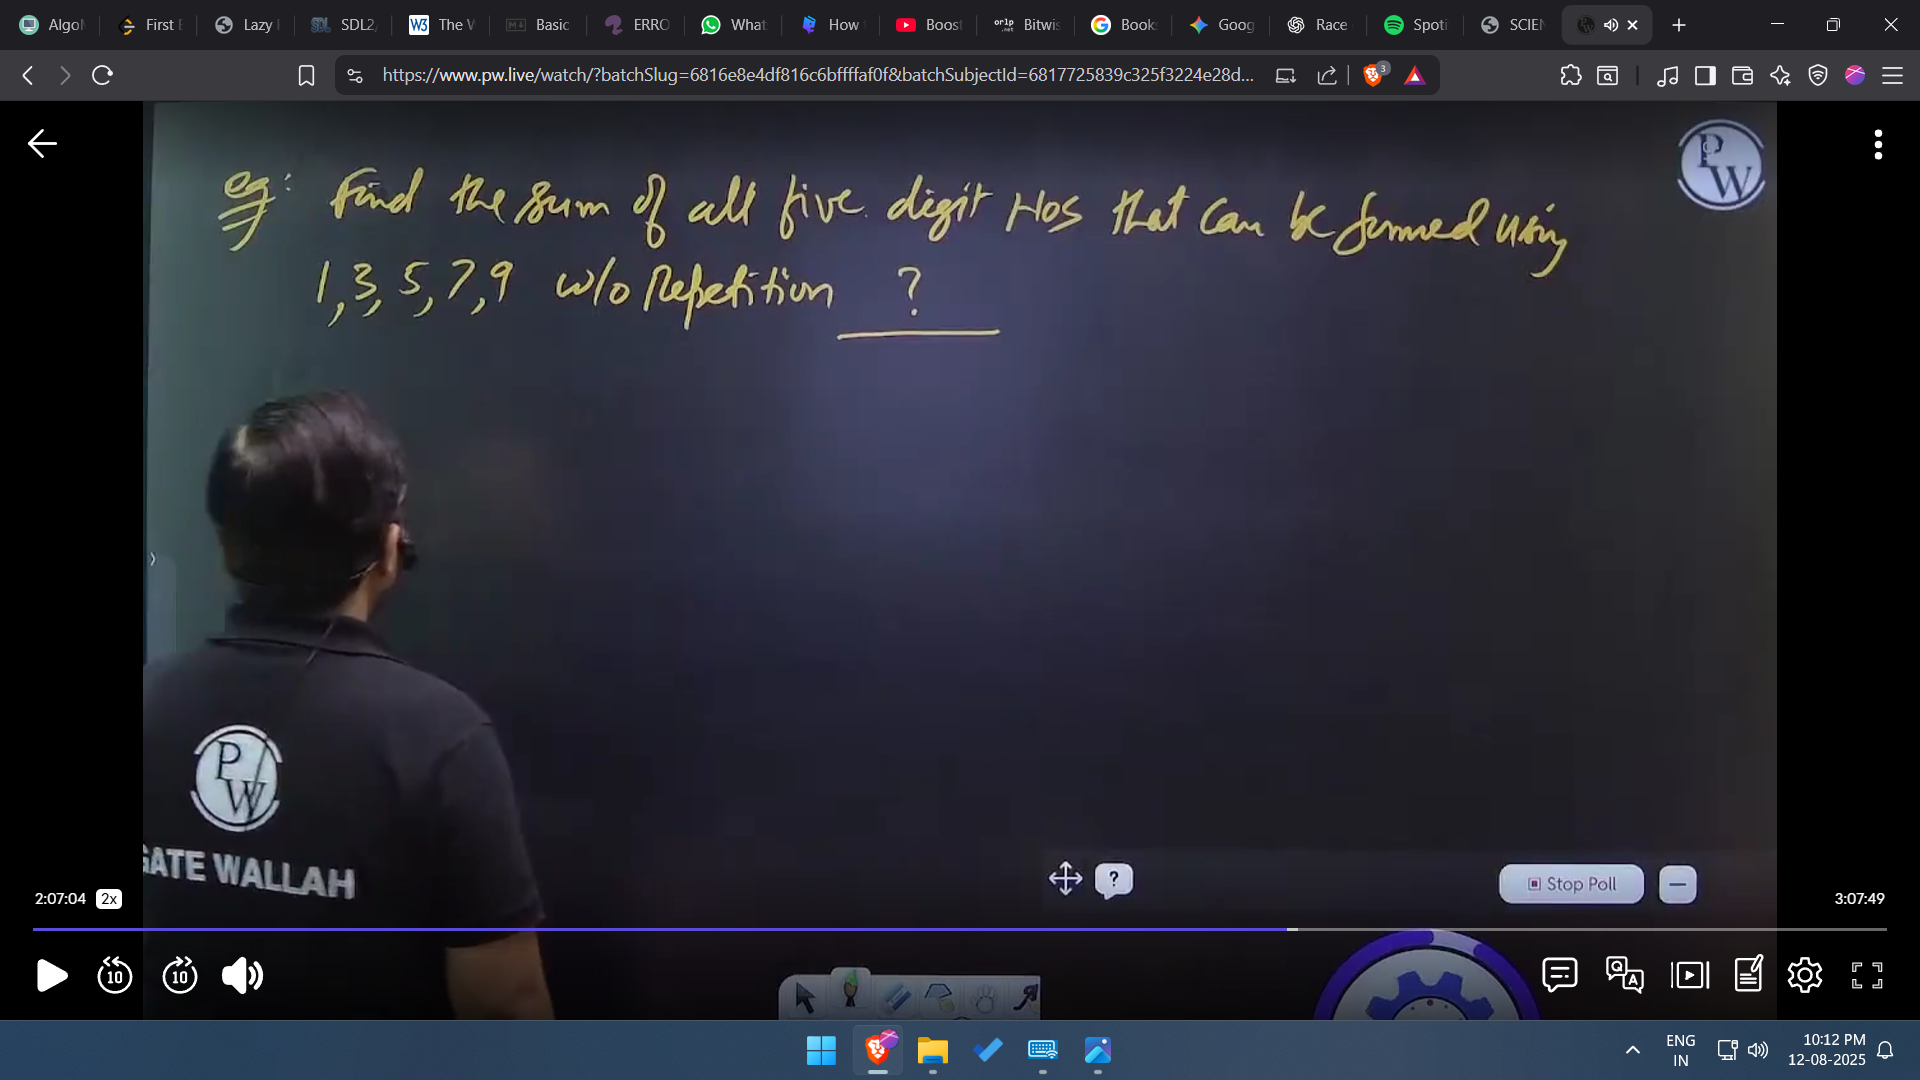 Algo
First E
Lazy
SDL2,
The W
Basic
ERRO
What
How
Boost
Bitwis
Book
Goog
Race
Spoti
SCIEN
https://www.pw.live/watch/?batchSlug=6816e8e4df816c6bffffaf0f&batchSubjectId=6817725839c325f3224e28d...
3
PW
eg: Find the sum of all five digit Nos that can be formed using
1, 3, 5, 7, 9 w/o Repetition ?
PW
GATE WALLAH
?
Stop Poll
2:07:04 2x
3:07:49
10
10
ENG
IN
10:12 PM
12-08-2025